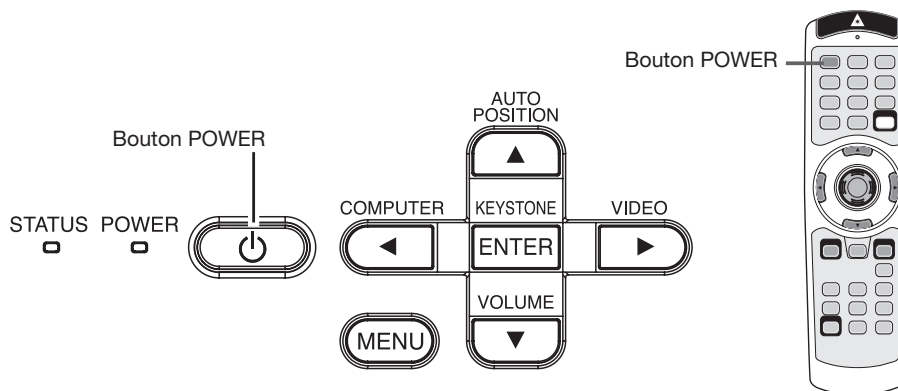 Bouton POWER
AUTO
POSITION
Bouton POWER
COMPUTER
KEYSTONE
VIDEO
STATUS
POWER
ENTER
VOLUME
MENU